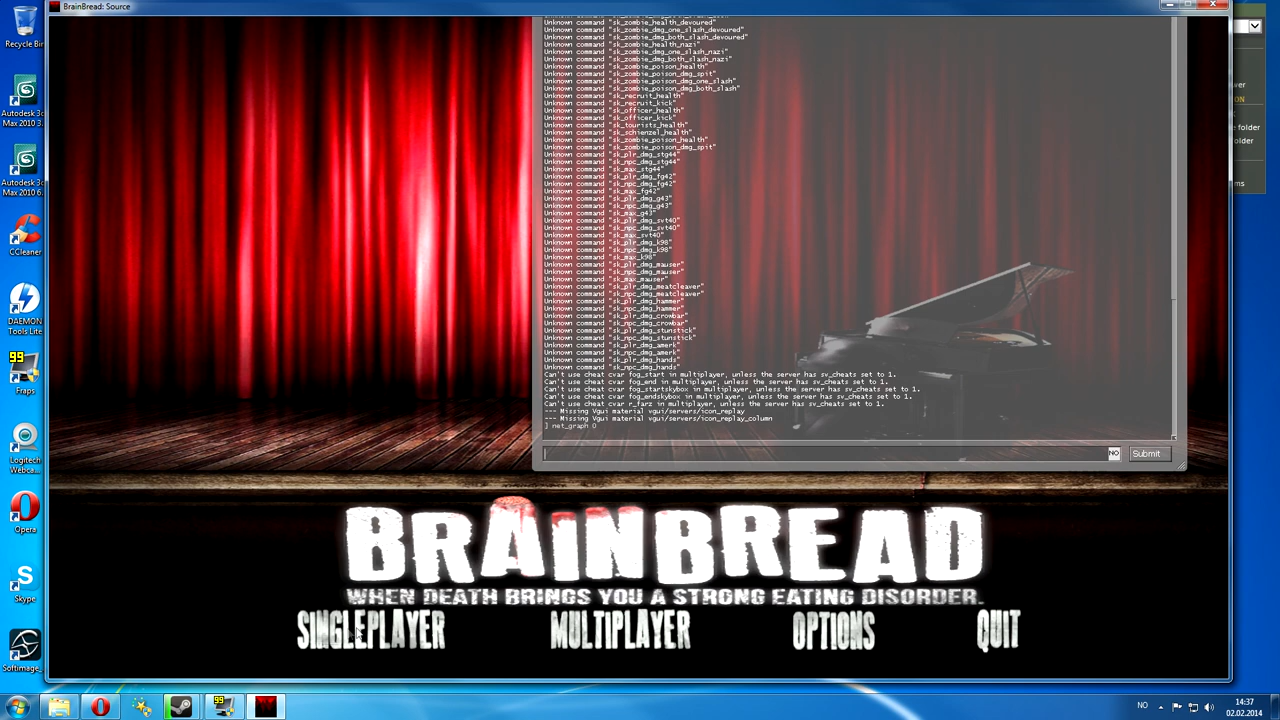 BrainBread: Source
Recycle Bin
Autodesk 3d
Max 2010 3
Autodesk 3d
Max 2010 6
CCleaner
DAEMON
Tools Lite
99
Fraps
Logitech
Webca...
Opera
Skype
Softimage_
Unknown command "sk_zombie_health_devoured"
Unknown command "sk_zombie_dmg_one_slash_devoured"
Unknown command "sk_zombie_dmg_both_slash_devoured"
Unknown command "sk_zombie_health_nazi"
Unknown command "sk_zombie_dmg_one_slash_nazi"
Unknown command "sk_zombie_dmg_both_slash_nazi"
Unknown command "sk_zombie_poison_health"
Unknown command "sk_zombie_poison_dmg_spit"
Unknown command "sk_zombie_poison_dmg_one_slash"
Unknown command "sk_zombie_poison_dmg_both_slash"
Unknown command "sk_recruit_health"
Unknown command "sk_recruit_kick"
Unknown command "sk_officer_health"
Unknown command "sk_officer_kick"
Unknown command "sk_tourists_health"
Unknown command "sk_schienzel_health"
Unknown command "sk_zombie_poison_health"
Unknown command "sk_zombie_poison_dmg_spit"
Unknown command "sk_plr_dmg_stg44"
Unknown command "sk_npc_dmg_stg44"
Unknown command "sk_max_stg44"
Unknown command "sk_plr_dmg_fg42"
Unknown command "sk_npc_dmg_fg42"
Unknown command "sk_max_fg42"
Unknown command "sk_plr_dmg_g43"
Unknown command "sk_npc_dmg_g43"
Unknown command "sk_max_g43"
Unknown command "sk_plr_dmg_svt40"
Unknown command "sk_npc_dmg_svt40"
Unknown command "sk_max_svt40"
Unknown command "sk_plr_dmg_k98"
Unknown command "sk_npc_dmg_k98"
Unknown command "sk_max_k98"
Unknown command "sk_plr_dmg_mauser"
Unknown command "sk_npc_dmg_mauser"
Unknown command "sk_max_mauser"
Unknown command "sk_plr_dmg_meatcleaver"
Unknown command "sk_npc_dmg_meatcleaver"
Unknown command "sk_plr_dmg_hammer"
Unknown command "sk_npc_dmg_hammer"
Unknown command "sk_plr_dmg_crowbar"
Unknown command "sk_npc_dmg_crowbar"
Unknown command "sk_plr_dmg_stunstick"
Unknown command "sk_npc_dmg_stunstick"
Unknown command "sk_plr_dmg_amerk"
Unknown command "sk_npc_dmg_amerk"
Unknown command "sk_plr_dmg_hands"
Unknown command "sk_npc_dmg_hands"
Can't use cheat cvar fog_start in multiplayer, unless the server has sv_cheats set to 1.
Can't use cheat cvar fog_end in multiplayer, unless the server has sv_cheats set to 1.
Can't use cheat cvar fog_startskybox in multiplayer, unless the server has sv_cheats set to 1.
Can't use cheat cvar fog_endskybox in multiplayer, unless the server has sv_cheats set to 1.
Can't use cheat cvar r_farz in multiplayer, unless the server has sv_cheats set to 1.
--- Missing Vgui material vgui/servers/icon_replay
--- Missing Vgui material vgui/servers/icon_replay_column
] net_graph 0
NO
Submit
ver
ON
e folder
older
ms
BRAINBREAD
WHEN DEATH BRINGS YOU A STRONG EATING DISORDER.
SINGLEPLAYER
MULTIPLAYER
OPTIONS
QUIT
99
NO
14:37
02.02.2014